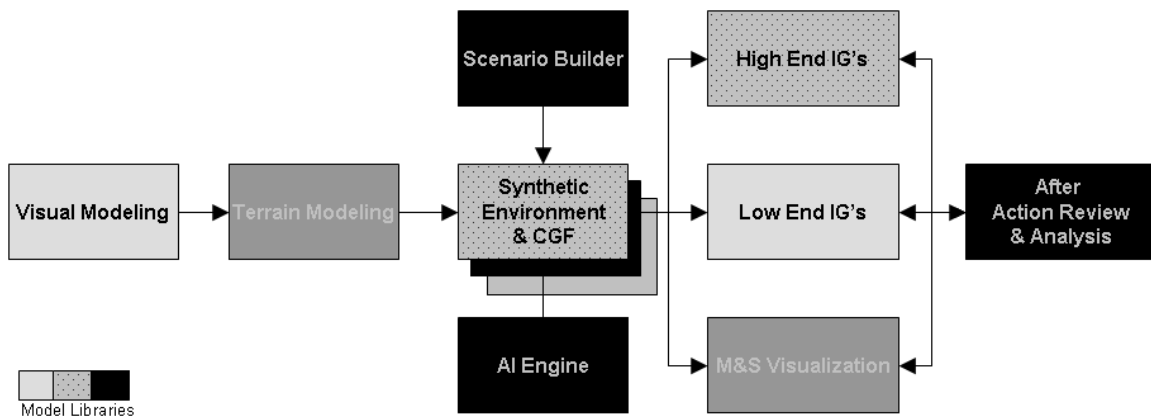 Scenario Builder
High End IG's
Visual Modeling
Terrain Modeling
Synthetic
Environment
& CGF
Low End IG's
After
Action Review
& Analysis
AI Engine
M&S Visualization
Model Libraries